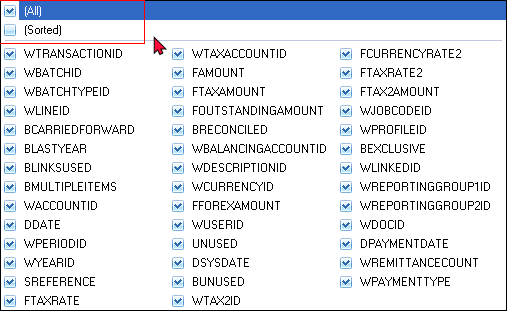 (All)
(Sorted)
WTRANSACTIONID
WBATCHID
WBATCHTYPEID
WLINEID
BCARRIEDFORWARD
BLASTYEAR
BLINKSUSED
BMULTIPLEITEMS
WACCOUNTID
DDATE
WPERIODID
WYEARID
SREFERENCE
FTAXRATE
WTAXACCOUNTID
FAMOUNT
FTAXAMOUNT
FOUTSTANDINGAMOUNT
BRECONCILED
WBALANCINGACCOUNTID
WDESCRIPTIONID
WCURRENCYID
FFOREXAMOUNT
WUSERID
UNUSED
DSYSDATE
BUNUSED
WTAX2ID
FCURRENCYRATE2
FTAXRATE2
FTAX2AMOUNT
WJOBCODEID
WPROFILEID
BEXCLUSIVE
WLINKEDID
WREPORTINGGROUP1ID
WREPORTINGGROUP2ID
WDOCID
DPAYMENTDATE
WREMITTANCECOUNT
WPAYMENTTYPE